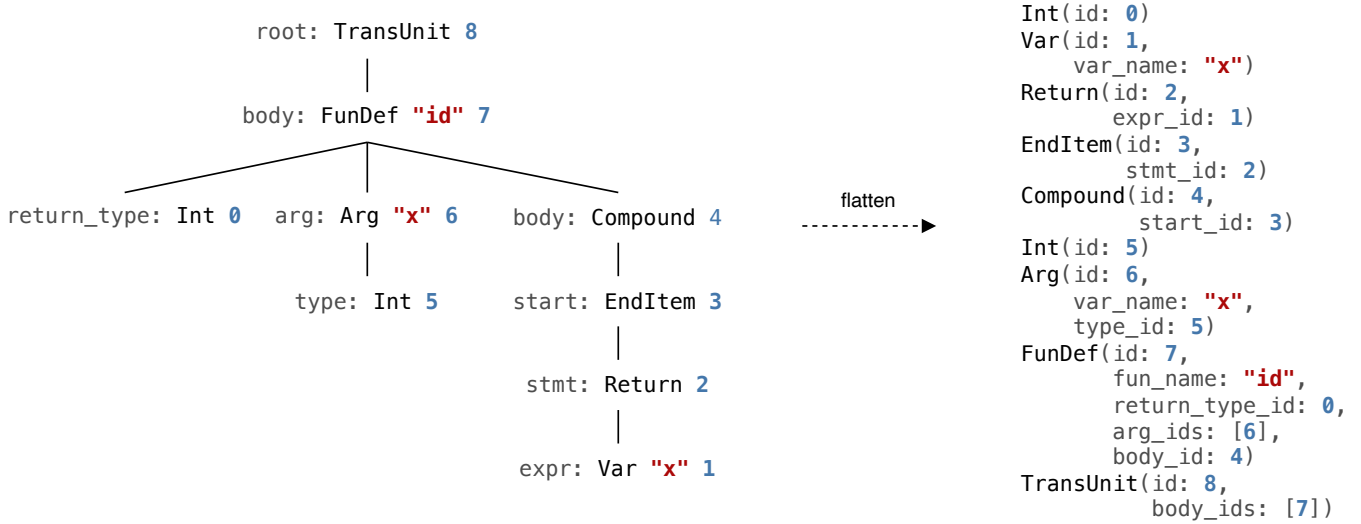 root: TransUnit 8
body: FunDef "id" 7
return_type: Int 0
arg: Arg "x" 6
body: Compound 4
type: Int 5
start: EndItem 3
stmt: Return 2
expr: Var "x" 1
flatten
Int(id: 0)
Var(id: 1,
var_name: "x")
Return(id: 2,
expr_id: 1)
EndItem(id: 3,
stmt_id: 2)
Compound(id: 4,
start_id: 3)
Int(id: 5)
Arg(id: 6,
var_name: "x",
type_id: 5)
FunDef(id: 7,
fun_name: "id",
return_type_id: 0,
arg_ids: [6],
body_id: 4)
TransUnit(id: 8,
body_ids: [7])